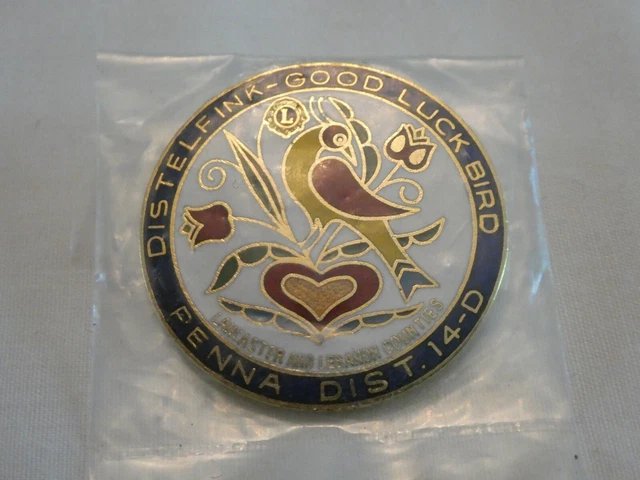 DISTELFINK-GOOD LUCK BIRD
L
LANCASTER AND LEBANON COUNTIES
PENNA DIST. 14-D